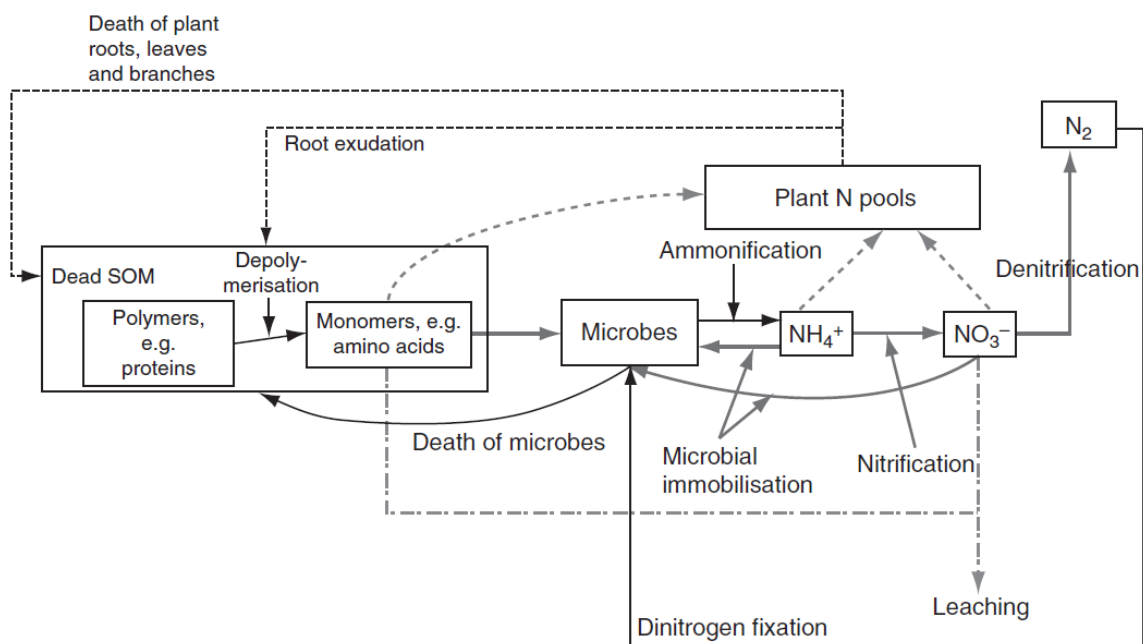 Death of plant
roots, leaves
and branches
N₂
Root exudation
Plant N pools
Ammonification
Denitrification
Dead SOM
Depoly-
merisation
Polymers,
e.g.
proteins
Monomers, e.g.
amino acids
Microbes
NH₄⁺
NO₃⁻
Death of microbes
Microbial
immobilisation
Nitrification
Leaching
Dinitrogen fixation